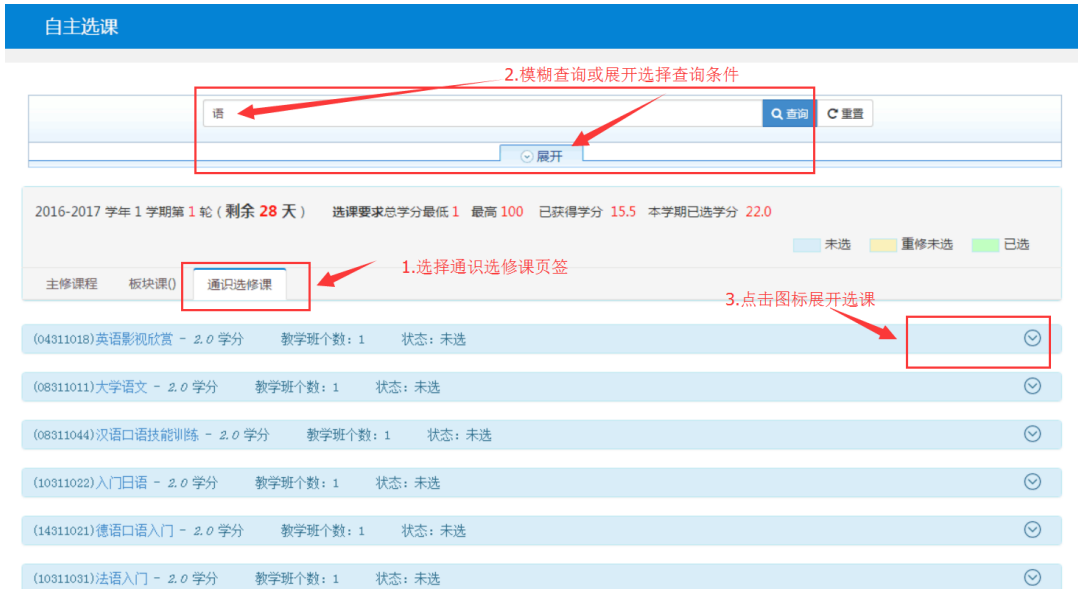 自主选课
2.模糊查询或展开选择查询条件
语 查询 重置
展开
2016-2017 学年 1 学期第 1 轮 ( 剩余 28 天 ) 选课要求总学分最低 1 最高 100 已获得学分 15.5 本学期已选学分 22.0
未选 重修未选 已选
主修课程 板块课() 通识选修课 1.选择通识选修课页签
3.点击图标展开选课
(04311018)英语影视欣赏 - 2.0 学分 教学班个数: 1 状态: 未选
(08311011)大学语文 - 2.0 学分 教学班个数: 1 状态: 未选
(08311044)汉语口语技能训练 - 2.0 学分 教学班个数: 1 状态: 未选
(10311022)入门日语 - 2.0 学分 教学班个数: 1 状态: 未选
(14311021)德语口语入门 - 2.0 学分 教学班个数: 1 状态: 未选
(10311031)法语入门 - 2.0 学分 教学班个数: 1 状态: 未选